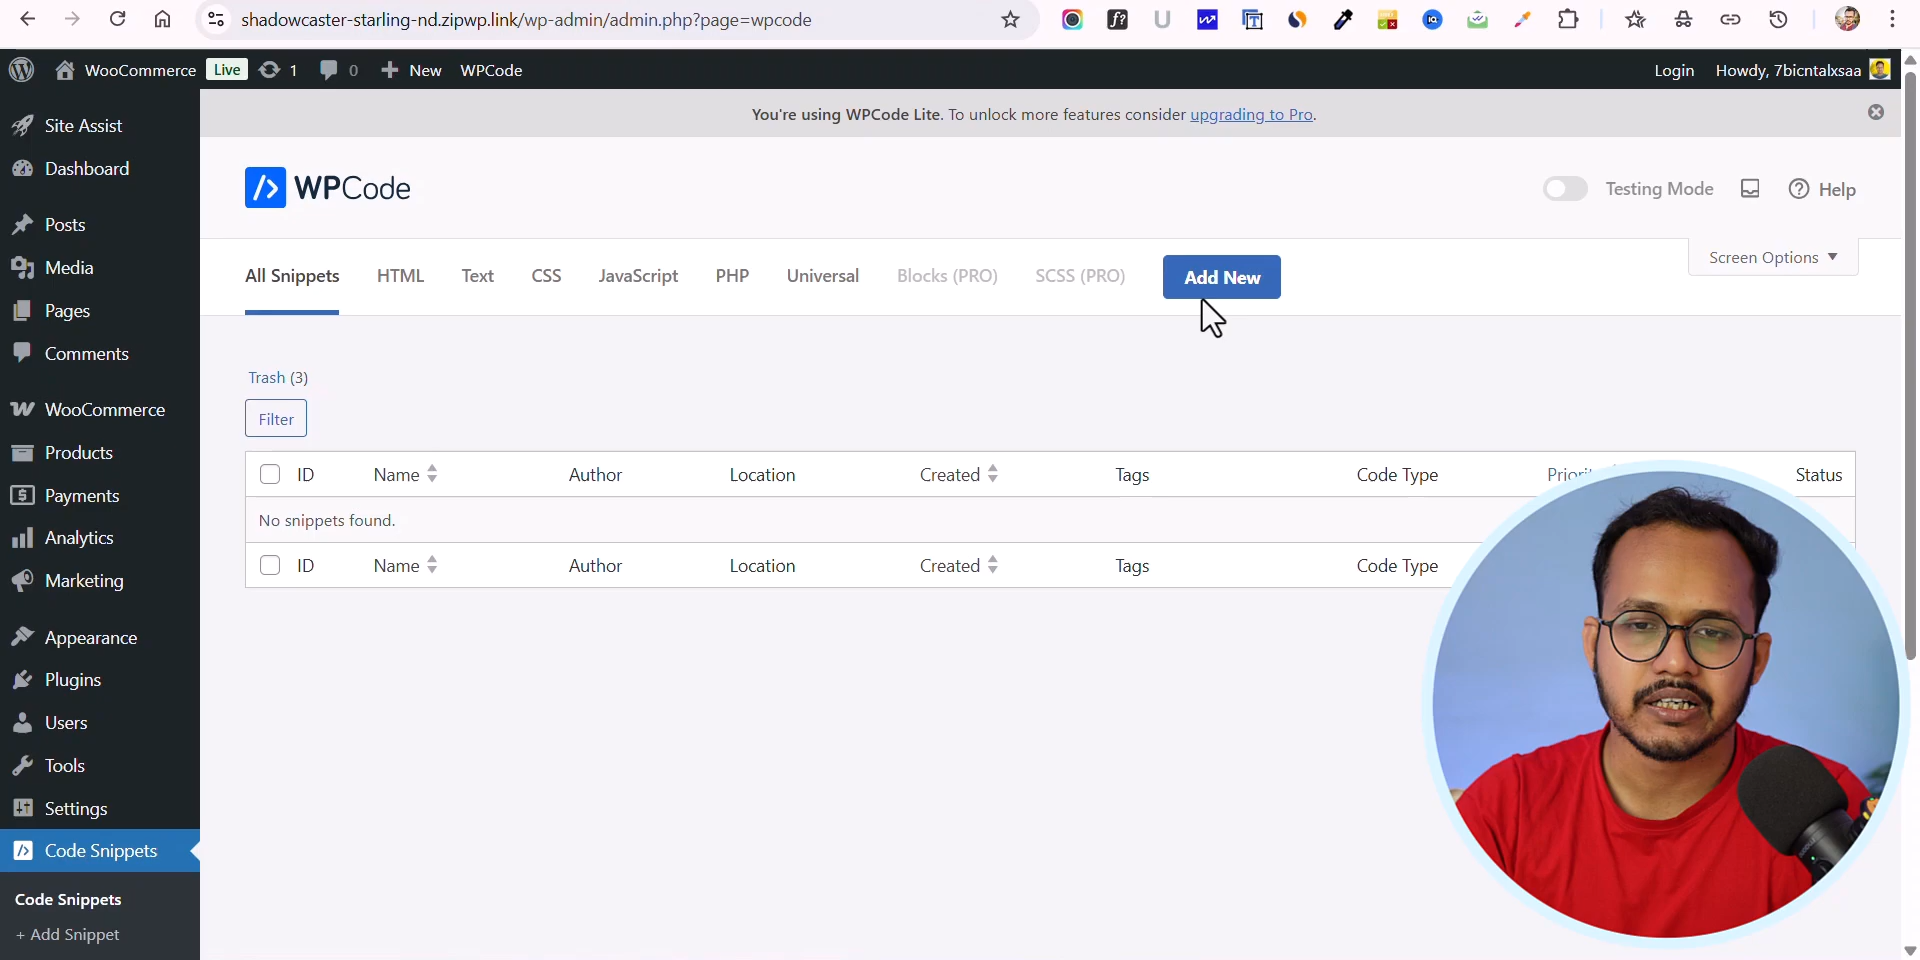 shadowcaster-starling-nd.zipwp.link/wp-admin/admin.php?page=wpcode
WooCommerce Live 1 0 New WPCode Login Howdy, 7bicntalxsaa
You're using WPCode Lite. To unlock more features consider upgrading to Pro.
Site Assist
Dashboard
Posts
Media
Pages
Comments
WooCommerce
Products
Payments
Analytics
Marketing
Appearance
Plugins
Users
Tools
Settings
Code Snippets
Code Snippets
+ Add Snippet
WPCode
Testing Mode Help
All Snippets HTML Text CSS JavaScript PHP Universal Blocks (PRO) SCSS (PRO) Add New
Screen Options
Trash (3)
Filter
ID Name Author Location Created Tags Code Type Status
No snippets found.
ID Name Author Location Created Tags Code Type